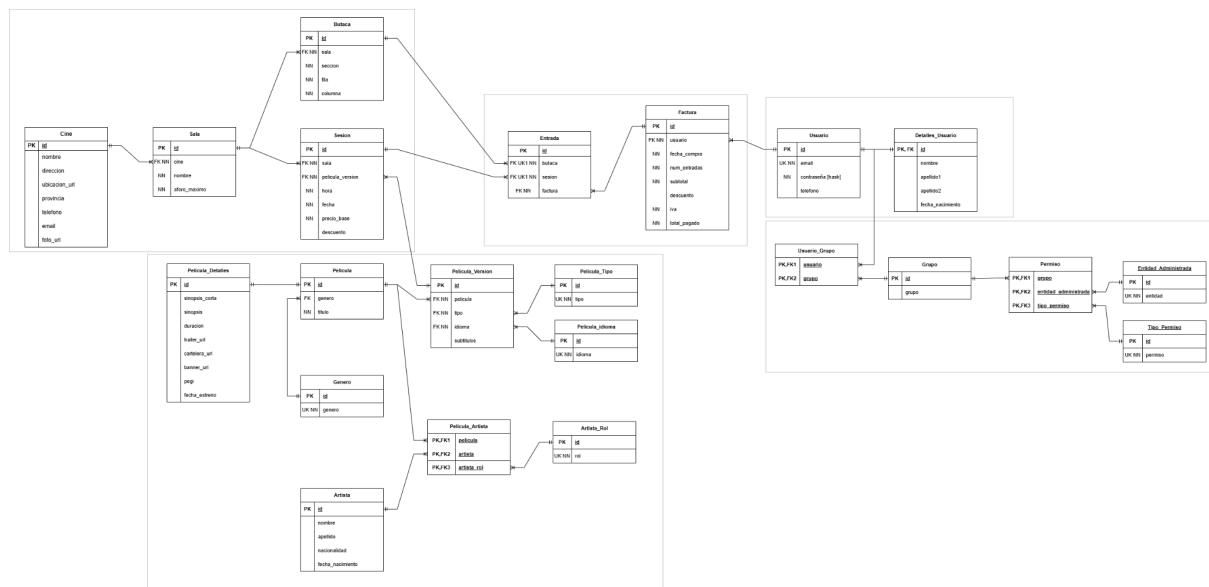 Butaca
PK id
FK NN sala
NN seccion
NN fila
NN columna
Cine
PK id
nombre
direccion
ubicacion_url
provincia
telefono
email
foto_url
Sala
PK id
FK NN cine
NN nombre
NN aforo_maximo
Sesion
PK id
FK NN sala
FK NN pelicula_version
NN hora
NN fecha
NN precio_base
descuento
Entrada
PK id
FK UK1 NN butaca
FK UK1 NN sesion
FK NN factura
Factura
PK id
FK NN usuario
NN fecha_compra
NN num_entradas
NN subtotal
descuento
NN iva
NN total_pagado
Usuario
PK id
UK NN email
NN contraseña [hash]
telefono
Detalles_Usuario
PK, FK id
nombre
apellido1
apellido2
fecha_nacimiento
Usuario_Grupo
PK,FK1 usuario
PK,FK2 grupo
Grupo
PK id
grupo
Permiso
PK,FK1 grupo
PK,FK2 entidad_administrada
PK,FK3 tipo_permiso
Entidad_Administrada
PK id
UK NN entidad
Tipo_Permiso
PK id
UK NN permiso
Pelicula_Detalles
PK id
sinopsis_corta
sinopsis
duracion
trailer_url
cartelera_url
banner_url
pegi
fecha_estreno
Pelicula
PK id
FK genero
NN titulo
Pelicula_Version
PK id
FK NN pelicula
FK NN tipo
FK NN idioma
subtitulos
Pelicula_Tipo
PK id
UK NN tipo
Pelicula_idioma
PK id
UK NN idioma
Genero
PK id
UK NN genero
Pelicula_Artista
PK,FK1 pelicula
PK,FK2 artista
PK,FK3 artista_rol
Artista_Rol
PK id
UK NN rol
Artista
PK id
nombre
apellido
nacionalidad
fecha_nacimiento